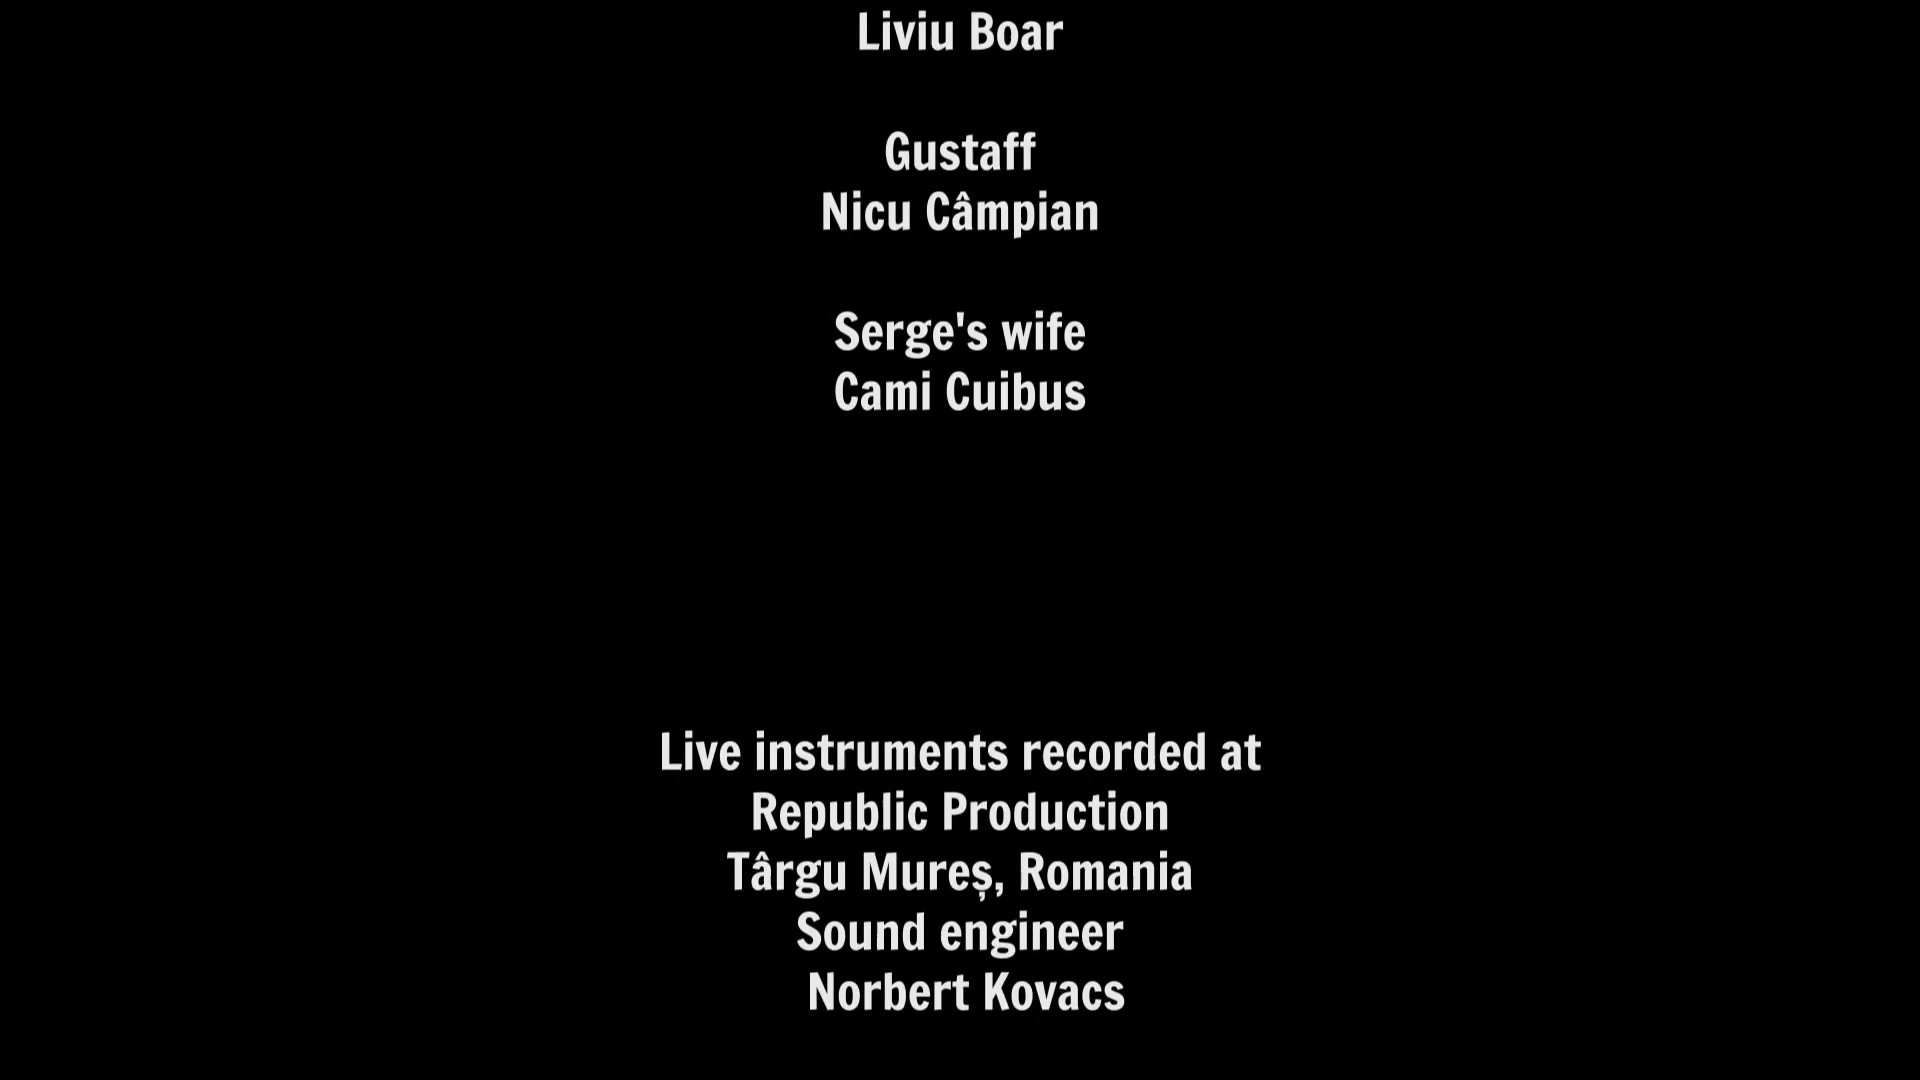 Liviu Boar
Gustaff
Nicu Câmpian
Serge's wife
Cami Cuibus
Live instruments recorded at
Republic Production
Târgu Mureș, Romania
Sound engineer
Norbert Kovacs